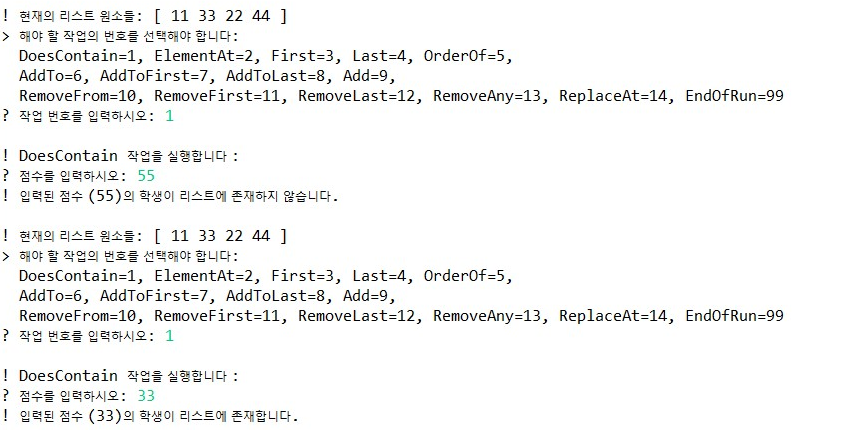 ! 현재의 리스트 원소들: [ 11 33 22 44 ]
> 해야 할 작업의 번호를 선택해야 합니다:
DoesContain=1, ElementAt=2, First=3, Last=4, OrderOf=5,
AddTo=6, AddToFirst=7, AddToLast=8, Add=9,
RemoveFrom=10, RemoveFirst=11, RemoveLast=12, RemoveAny=13, ReplaceAt=14, EndOfRun=99
? 작업 번호를 입력하시오: 1
! DoesContain 작업을 실행합니다 :
? 점수를 입력하시오: 55
! 입력된 점수 (55)의 학생이 리스트에 존재하지 않습니다.
! 현재의 리스트 원소들: [ 11 33 22 44 ]
> 해야 할 작업의 번호를 선택해야 합니다:
DoesContain=1, ElementAt=2, First=3, Last=4, OrderOf=5,
AddTo=6, AddToFirst=7, AddToLast=8, Add=9,
RemoveFrom=10, RemoveFirst=11, RemoveLast=12, RemoveAny=13, ReplaceAt=14, EndOfRun=99
? 작업 번호를 입력하시오: 1
! DoesContain 작업을 실행합니다 :
? 점수를 입력하시오: 33
! 입력된 점수 (33)의 학생이 리스트에 존재합니다.